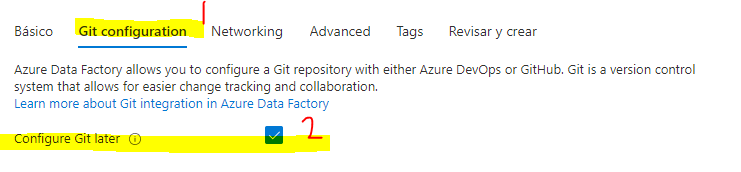 1
Básico Git configuration Networking Advanced Tags Revisar y crear
Azure Data Factory allows you to configure a Git repository with either Azure DevOps or GitHub. Git is a version control
system that allows for easier change tracking and collaboration.
Learn more about Git integration in Azure Data Factory
Configure Git later 2